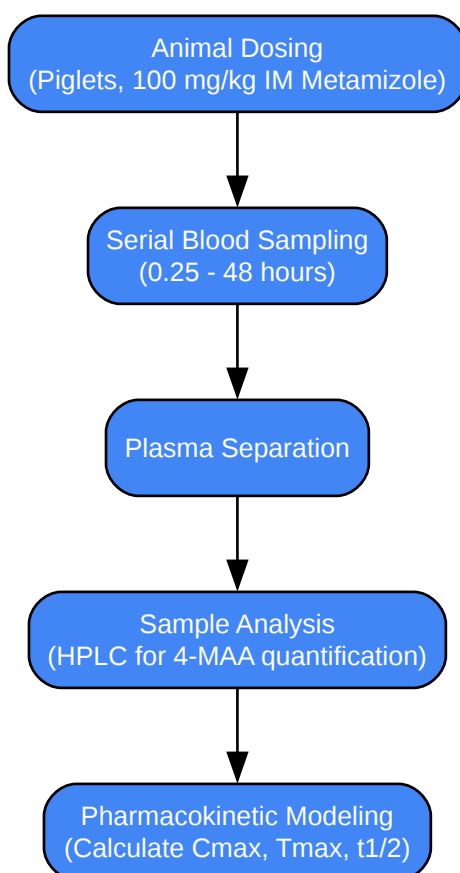 Animal Dosing
(Piglets, 100 mg/kg IM Metamizole)
Serial Blood Sampling
(0.25 - 48 hours)
Plasma Separation
Sample Analysis
(HPLC for 4-MAA quantification)
Pharmacokinetic Modeling
(Calculate Cmax, Tmax, t1/2)